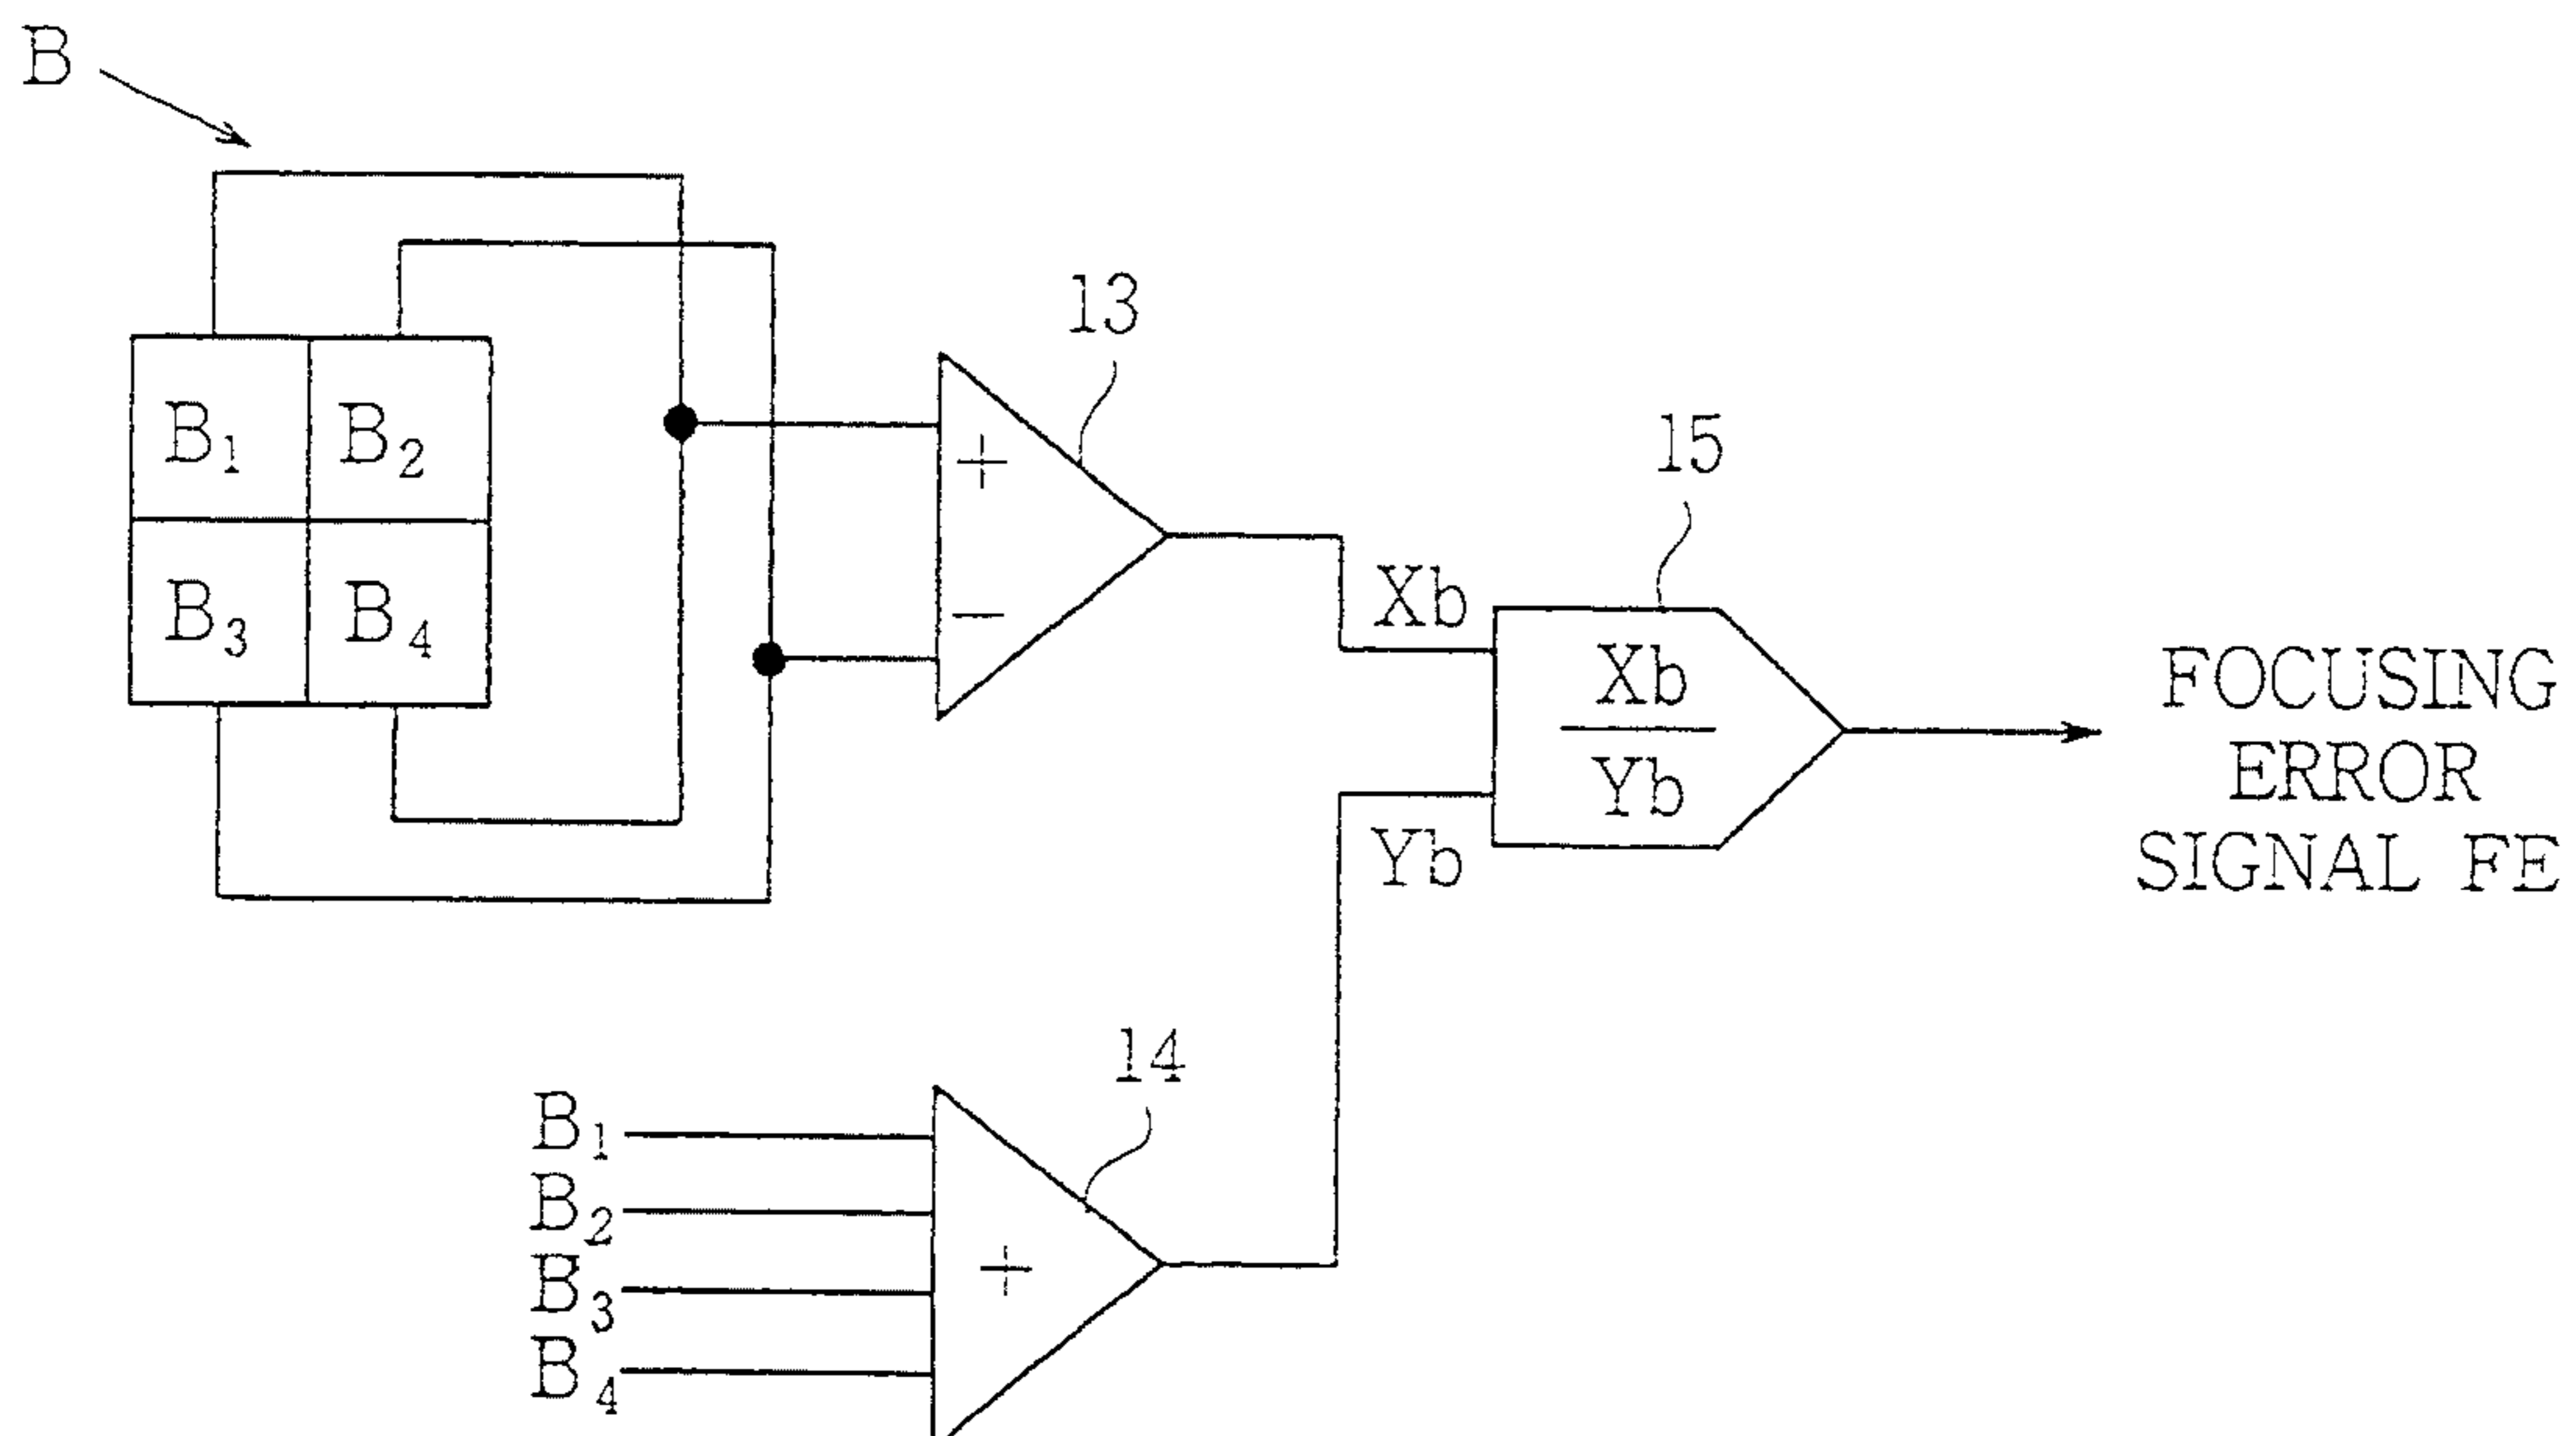 B
13
B₁ B₂
+
15
B₃ B₄
−
Xb
Xb
Yb
Yb
FOCUSING
ERROR
SIGNAL FE
14
B₁
B₂
B₃
B₄
+